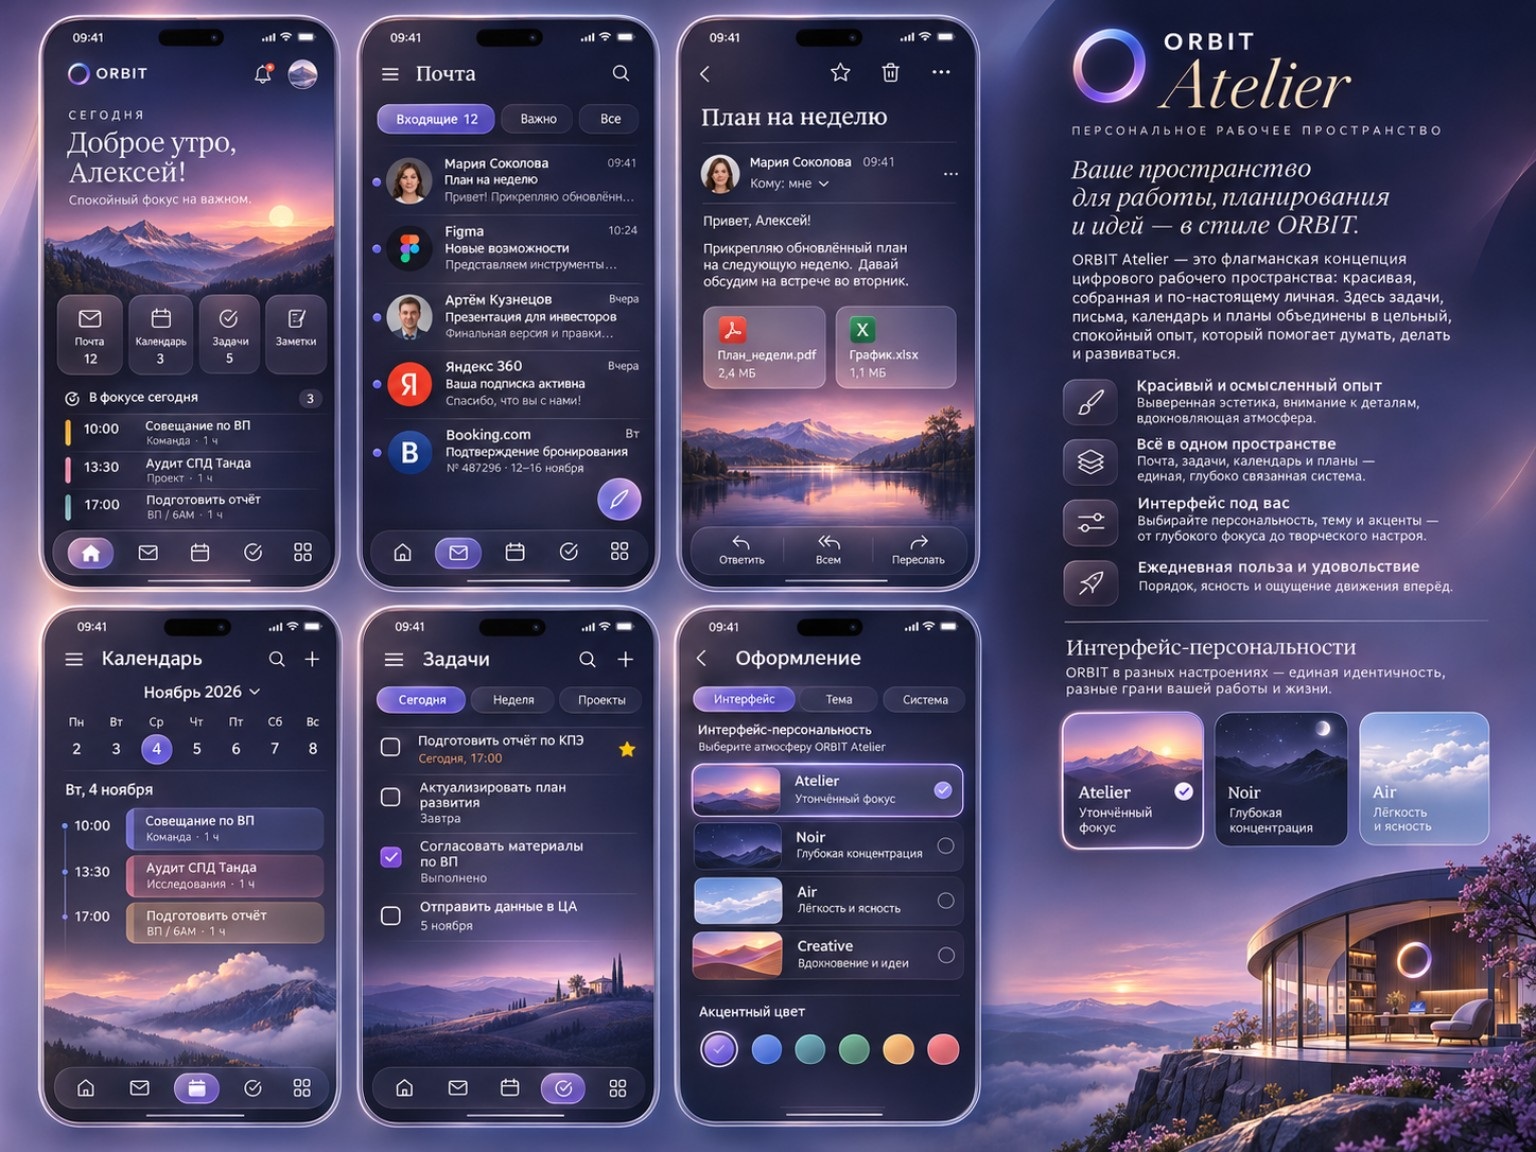 09:41
ORBIT
СЕГОДНЯ
Доброе утро,
Алексей!
Спокойный фокус на важном.
Почта
12
Календарь
3
Задачи
5
Заметки
В фокусе сегодня
3
10:00
Совещание по ВП
Команда · 1 ч
13:30
Аудит СПД Танда
Проект · 1 ч
17:00
Подготовить отчёт
ВП / 6АМ · 1 ч
09:41
Почта
Входящие 12
Важно
Все
Мария Соколова
09:41
План на неделю
Привет! Прикрепляю обновлённ...
Figma
10:24
Новые возможности
Представляем инструменты...
Артём Кузнецов
Вчера
Презентация для инвесторов
Финальная версия и правки...
Я
Яндекс 360
Вчера
Ваша подписка активна
Спасибо, что вы с нами!
B
Booking.com
Вт
Подтверждение бронирования
№ 487296 · 12–16 ноября
09:41
План на неделю
Мария Соколова
09:41
Кому: мне
Привет, Алексей!
Прикрепляю обновлённый план
на следующую неделю. Давай
обсудим на встрече во вторник.
План_недели.pdf
2,4 МБ
X
График.xlsx
1,1 МБ
Ответить
Всем
Переслать
09:41
Календарь
Ноябрь 2026
Пн
Вт
Ср
Чт
Пт
Сб
Вс
2
3
4
5
6
7
8
Вт, 4 ноября
10:00
Совещание по ВП
Команда · 1 ч
13:30
Аудит СПД Танда
Исследования · 1 ч
17:00
Подготовить отчёт
ВП / 6АМ · 1 ч
09:41
Задачи
Сегодня
Неделя
Проекты
Подготовить отчёт по КПЭ
Сегодня, 17:00
Актуализировать план
развития
Завтра
Согласовать материалы
по ВП
Выполнено
Отправить данные в ЦА
5 ноября
09:41
Оформление
Интерфейс
Тема
Система
Интерфейс-персональность
Выберите атмосферу ORBIT Atelier
Atelier
Утончённый фокус
Noir
Глубокая концентрация
Air
Лёгкость и ясность
Creative
Вдохновение и идеи
Акцентный цвет
ORBIT
Atelier
ПЕРСОНАЛЬНОЕ РАБОЧЕЕ ПРОСТРАНСТВО
Ваше пространство
для работы, планирования
и идей — в стиле ORBIT.
ORBIT Atelier — это флагманская концепция
цифрового рабочего пространства: красивая,
собранная и по-настоящему личная. Здесь задачи,
письма, календарь и планы объединены в цельный,
спокойный опыт, который помогает думать, делать
и развиваться.
Красивый и осмысленный опыт
Выверенная эстетика, внимание к деталям,
вдохновляющая атмосфера.
Всё в одном пространстве
Почта, задачи, календарь и планы —
единая, глубоко связанная система.
Интерфейс под вас
Выбирайте персональность, тему и акценты —
от глубокого фокуса до творческого настроя.
Ежедневная польза и удовольствие
Порядок, ясность и ощущение движения вперёд.
Интерфейс-персональности
ORBIT в разных настроениях — единая идентичность,
разные грани вашей работы и жизни.
Atelier
Утончённый
фокус
Noir
Глубокая
концентрация
Air
Лёгкость
и ясность